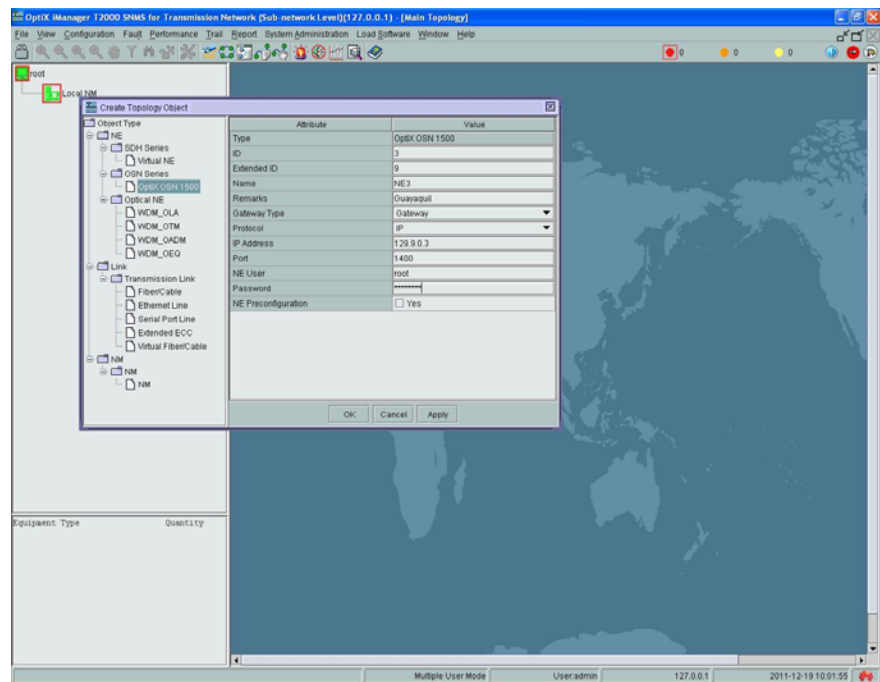 OptiX iManager T2000 SNMS for Transmission Network (Sub-network Level)(127.0.0.1) - [Main Topology]
File View Configuration Fault Performance Trail Report System Administration Load Software Window Help
0 0 0
root
Local NM
Create Topology Object
Object Type
NE
SDH Series
Virtual NE
OSN Series
OptiX OSN 1500
Optical NE
WDM_OLA
WDM_OTM
WDM_OADM
WDM_OEQ
Link
Transmission Link
Fiber/Cable
Ethernet Line
Serial Port Line
Extended ECC
Virtual Fiber/Cable
NM
NM
NM
Attribute Value
Type OptiX OSN 1500
ID 3
Extended ID 9
Name NE3
Remarks Guayaquil
Gateway Type Gateway
Protocol IP
IP Address 129.9.0.3
Port 1400
NE User root
Password ********
NE Preconfiguration Yes
OK Cancel Apply
Equipment Type Quantity
Multiple User Mode User:admin 127.0.0.1 2011-12-19 10:01:55